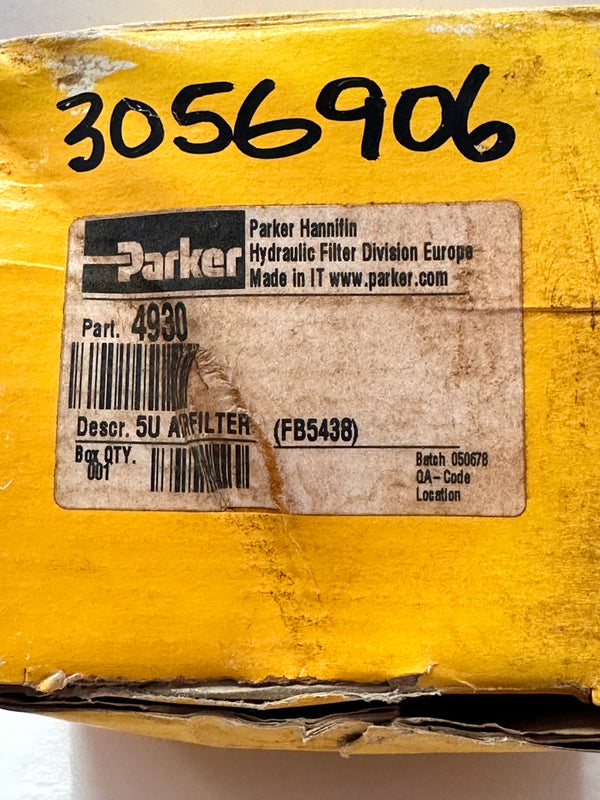 3056906
Parker
Parker Hannifin
Hydraulic Filter Division Europe
Made in IT www.parker.com
Part. 4930
Descr. 5U AIRFILTER (FB5438)
Box QTY.
001
Batch 050678
QA-Code
Location